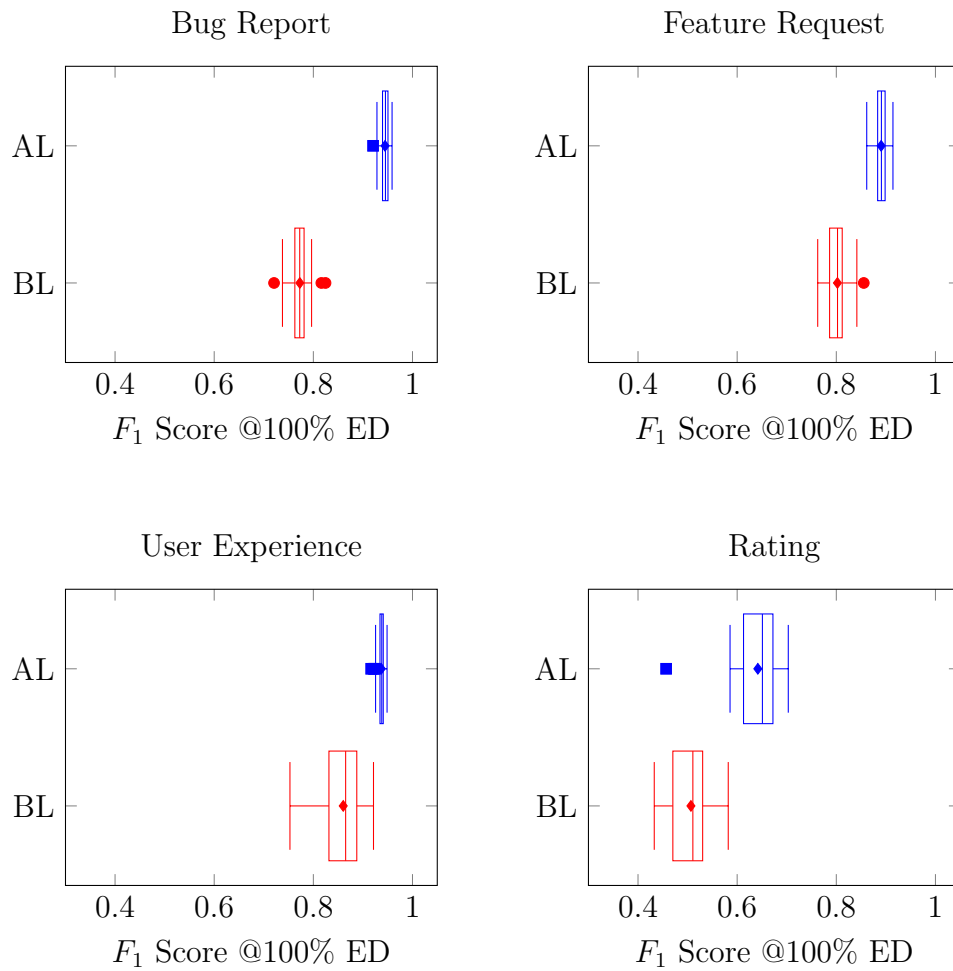 Bug Report
AL
BL
0.4 0.6 0.8 1
F₁ Score @100% ED
Feature Request
AL
BL
0.4 0.6 0.8 1
F₁ Score @100% ED
User Experience
AL
BL
0.4 0.6 0.8 1
F₁ Score @100% ED
Rating
AL
BL
0.4 0.6 0.8 1
F₁ Score @100% ED